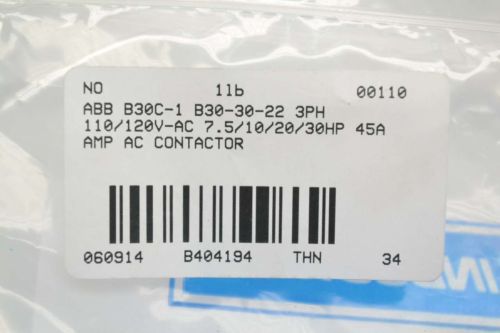 NO 1lb 00110
ABB B30C-1 B30-30-22 3PH
110/120V-AC 7.5/10/20/30HP 45A
AMP AC CONTACTOR
060914 B404194 THN 34